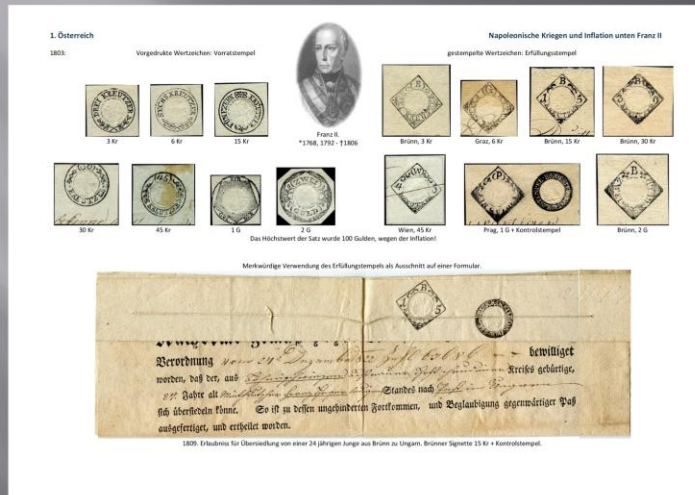 1. Österreich
Napoleonische Kriegen und Inflation unten Franz II
1803:
Vorgedrukte Wertzeichen: Vorratstempel
gestempelte Wertzeichen: Erfüllungsstempel
3 Kr
6 Kr
15 Kr
Franz II.
*1768, 1792 - †1806
Brünn, 3 Kr
Graz, 6 Kr
Brünn, 15 Kr
Brünn, 30 Kr
30 Kr
45 Kr
1 G
2 G
Wien, 45 Kr
Prag, 1 G + Kontrolstempel
Brünn, 2 G
Das Höchstwert der Satz wurde 100 Gulden, wegen der Inflation!
Merkwürdige Verwendung des Erfüllungstempels als Ausschnitt auf einer Formular.
Verordnung vom 24 bewilliget
worden, daß der, aus Kreises gebürtige,
Jahre alt Standes nach
sich übersiedeln könne. So ist zu dessen ungehinderten Fortkommen, und Beglaubigung gegenwärtiger Paß
ausgefertiget, und ertheilet worden.
1809. Erlaubniss für Übersiedlung von einer 24 jährigen Junge aus Brünn zu Ungarn. Brünner Signette 15 Kr + Kontrolstempel.